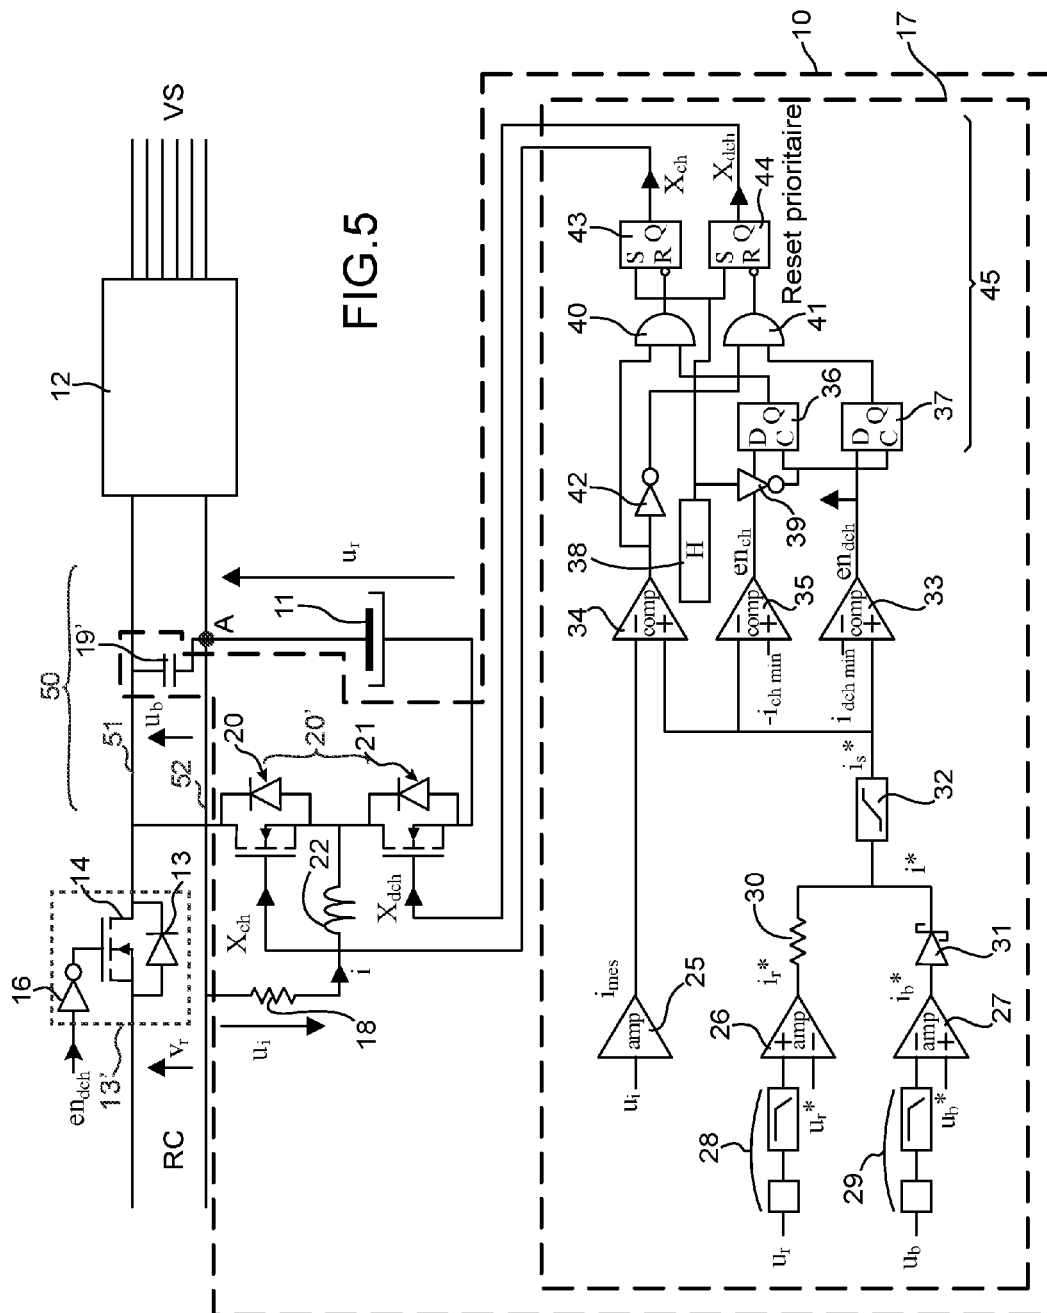 FIG.5
RC
VS
en_dch
16
14
13
13'
v_r
51
50
u_b
52
19'
A
12
u_r
11
20
20'
21
22
X_ch
X_dch
i
18
u_i
10
17
u_i
amp
25
i_mes
34
comp
- +
42
38
H
40
41
43
S
R
Q
X_ch
44
S
R
Q
X_dch
Reset prioritaire
45
39
36
D
C
Q
37
D
C
Q
en_ch
35
comp
- +
-i_ch min
en_dch
33
comp
- +
i_dch min
i_s*
32
i*
30
i_r*
31
i_b*
26
amp
+ -
u_r*
28
u_r
27
amp
- +
u_b*
29
u_b